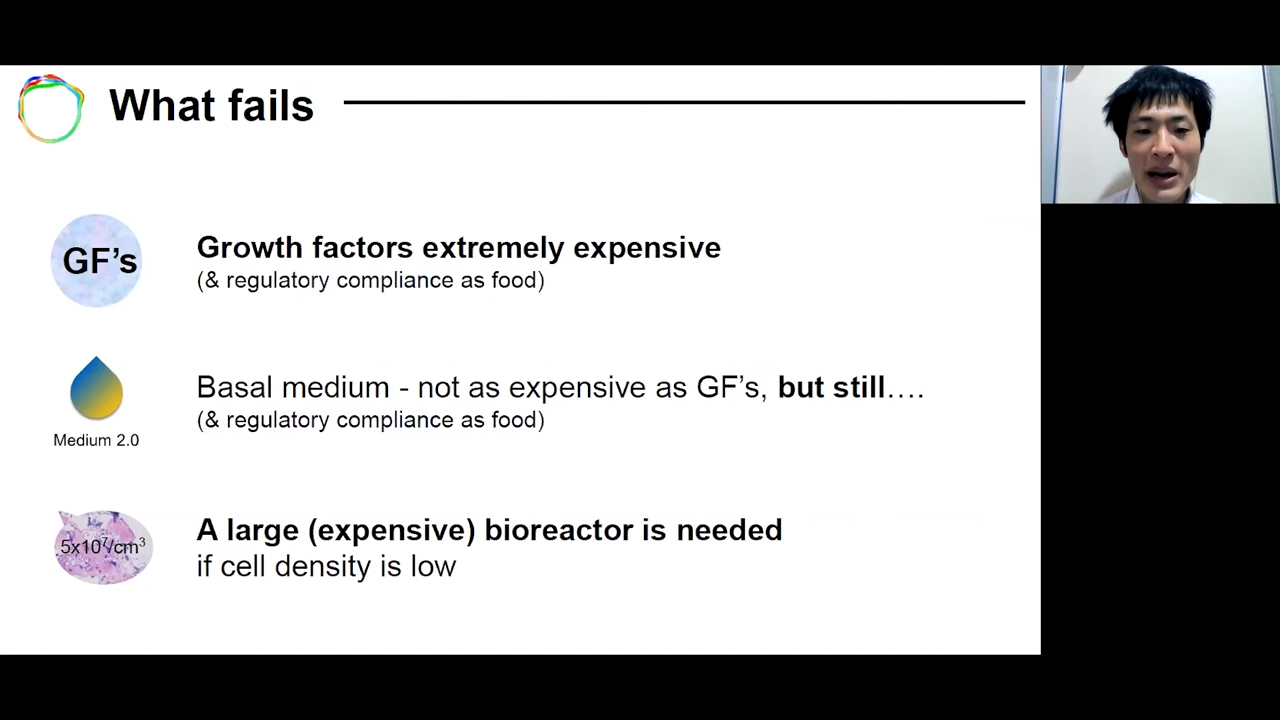 What fails
GF's
Growth factors extremely expensive
(& regulatory compliance as food)
Basal medium - not as expensive as GF's, but still....
(& regulatory compliance as food)
Medium 2.0
A large (expensive) bioreactor is needed
5x10⁷/cm³
if cell density is low